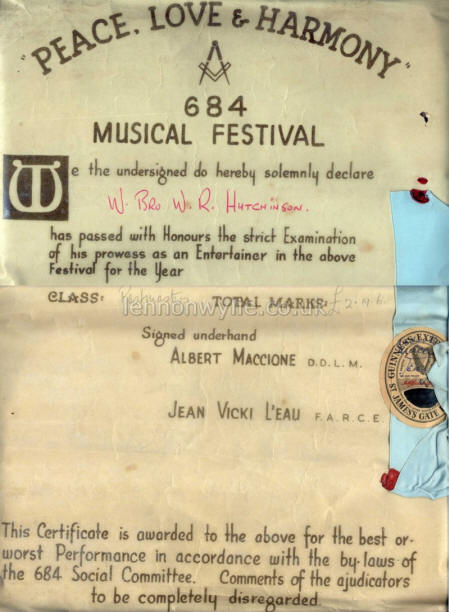 "PEACE, LOVE & HARMONY"
684
MUSICAL FESTIVAL
We the undersigned do hereby solemnly declare
W. Bro W. R. Hutchinson.
has passed with Honours the strict Examination
of his prowess as an Entertainer in the above
Festival for the Year
CLASS: TOTAL MARKS:
lennonwylie.co.uk
Signed underhand
ALBERT MACCIONE D.D.L.M.
JEAN VICKI L'EAU F.A.R.C.E.
GUINNESS EXT
ST JAMES'S GATE
This Certificate is awarded to the above for the best or-
worst Performance in accordance with the by-laws of
the 684 Social Committee. Comments of the ajudicators
to be completely disregarded